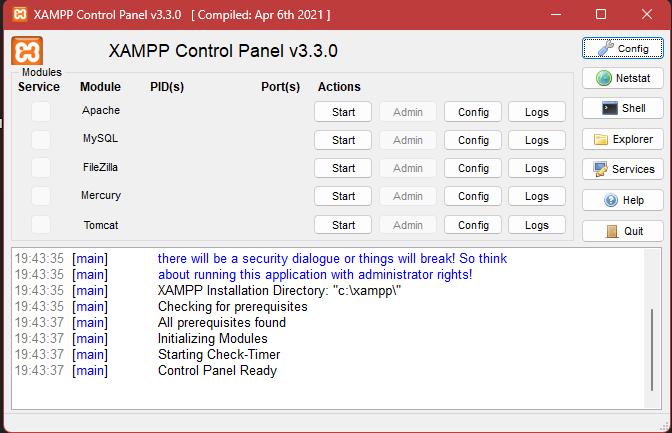 XAMPP Control Panel v3.3.0 [ Compiled: Apr 6th 2021 ]
XAMPP Control Panel v3.3.0
Config
Modules
Netstat
Service Module PID(s) Port(s) Actions
Apache Start Admin Config Logs
Shell
MySQL Start Admin Config Logs
Explorer
FileZilla Start Admin Config Logs
Services
Mercury Start Admin Config Logs
Help
Tomcat Start Admin Config Logs
Quit
19:43:35 [main] there will be a security dialogue or things will break! So think
19:43:35 [main] about running this application with administrator rights!
19:43:35 [main] XAMPP Installation Directory: "c:\xampp\"
19:43:35 [main] Checking for prerequisites
19:43:37 [main] All prerequisites found
19:43:37 [main] Initializing Modules
19:43:37 [main] Starting Check-Timer
19:43:37 [main] Control Panel Ready